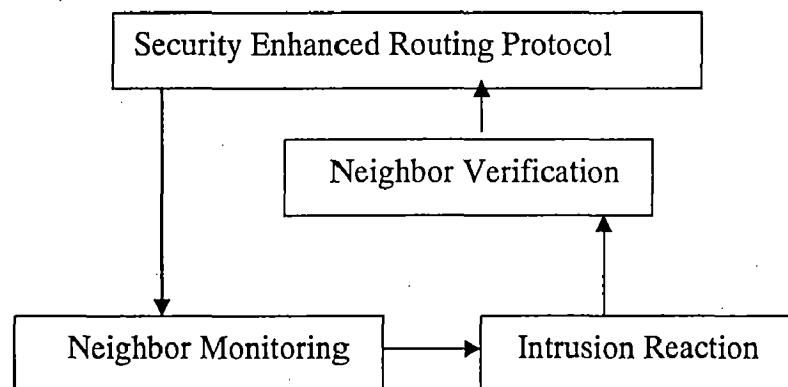 Security Enhanced Routing Protocol
Neighbor Verification
Neighbor Monitoring
Intrusion Reaction